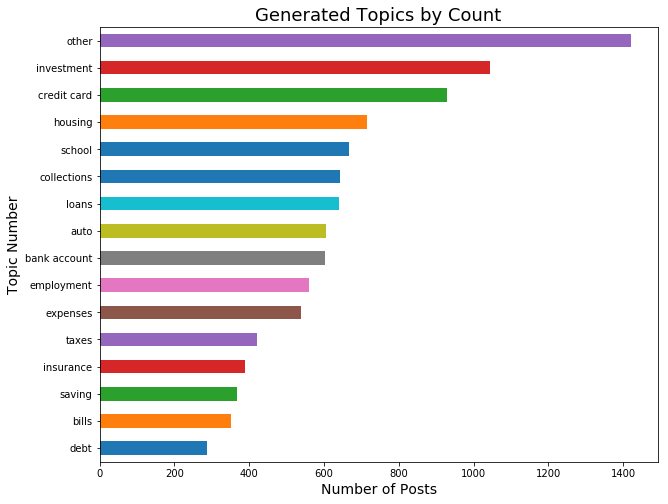 Generated Topics by Count
other
investment
credit card
housing
school
collections
loans
auto
bank account
employment
expenses
taxes
insurance
saving
bills
debt
Topic Number
0 200 400 600 800 1000 1200 1400
Number of Posts